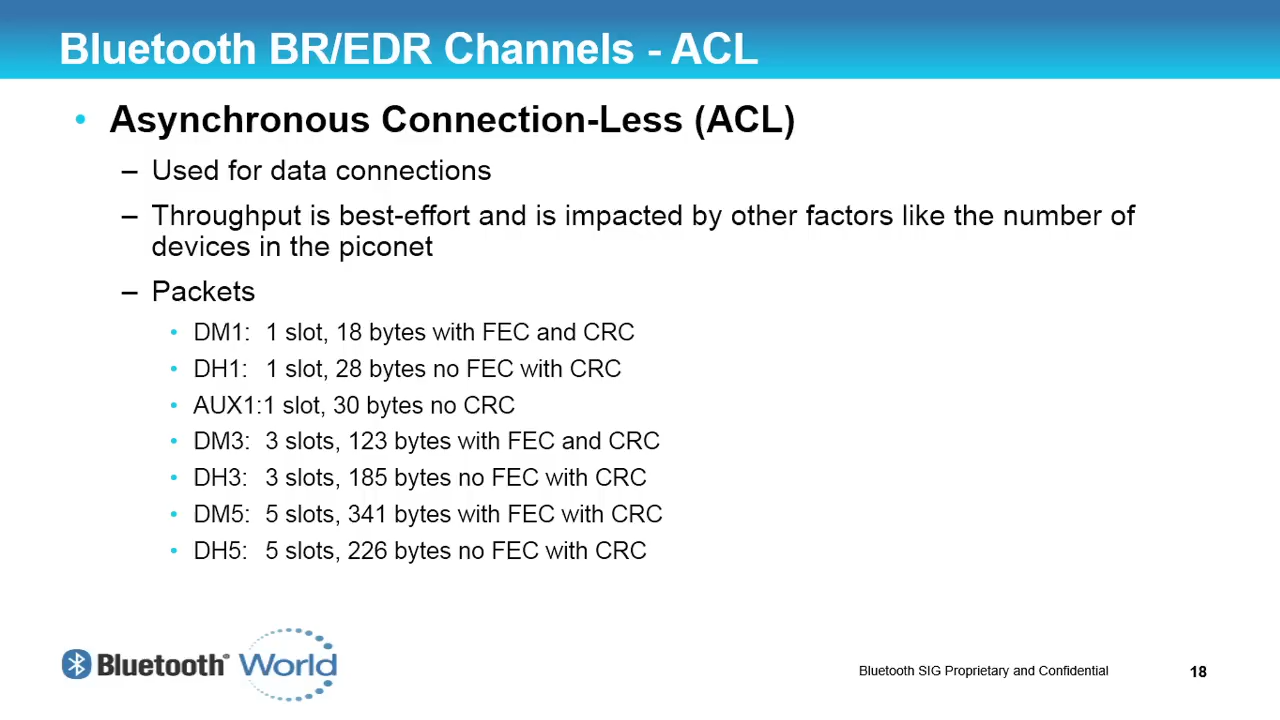 Bluetooth BR/EDR Channels - ACL
• Asynchronous Connection-Less (ACL)
– Used for data connections
– Throughput is best-effort and is impacted by other factors like the number of
devices in the piconet
– Packets
• DM1: 1 slot, 18 bytes with FEC and CRC
• DH1: 1 slot, 28 bytes no FEC with CRC
• AUX1:1 slot, 30 bytes no CRC
• DM3: 3 slots, 123 bytes with FEC and CRC
• DH3: 3 slots, 185 bytes no FEC with CRC
• DM5: 5 slots, 341 bytes with FEC with CRC
• DH5: 5 slots, 226 bytes no FEC with CRC
Bluetooth® World
Bluetooth SIG Proprietary and Confidential
18